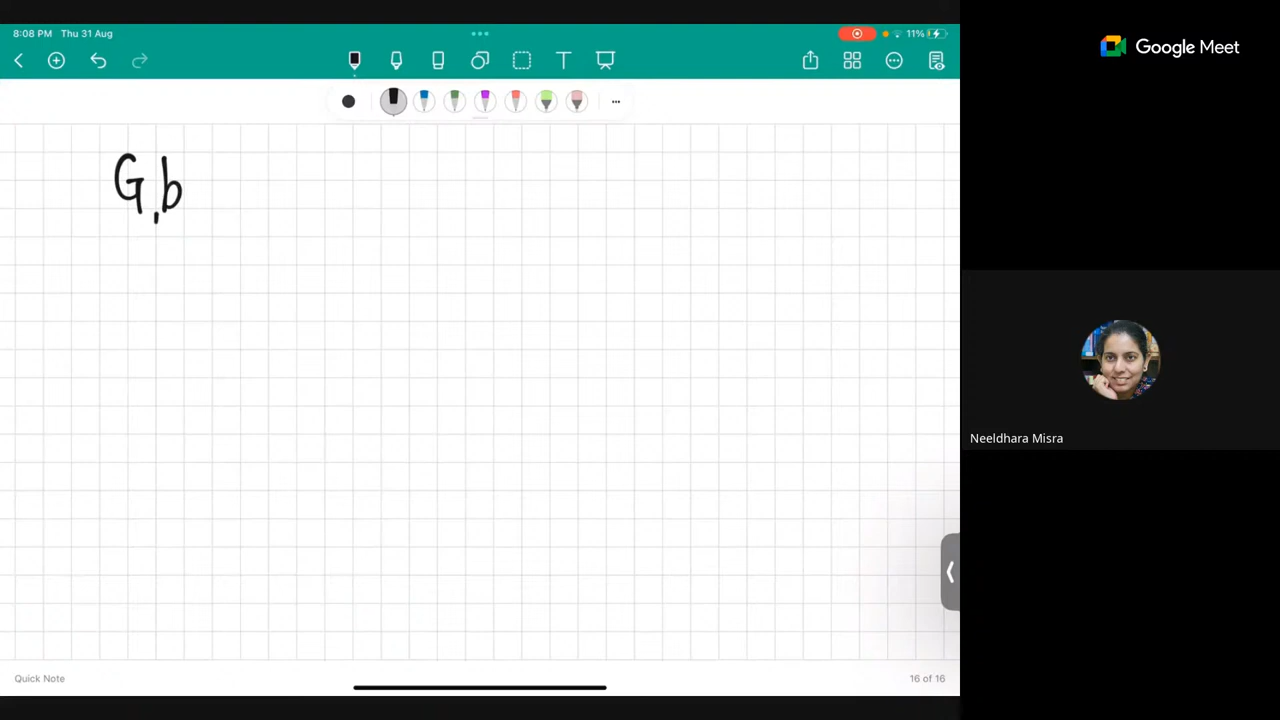 8:08 PM Thu 31 Aug
11%
Google Meet
T
G,b
Neeldhara Misra
Quick Note
16 of 16